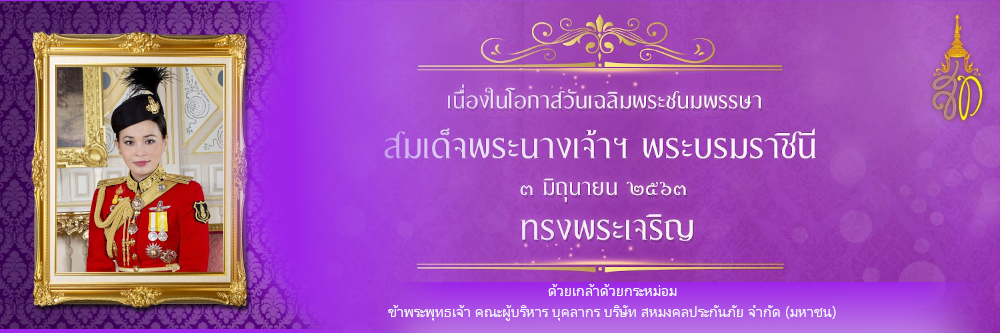 เนื่องในโอกาสวันเฉลิมพระชนมพรรษา
สมเด็จพระนางเจ้าฯ พระบรมราชินี
๓ มิถุนายน ๒๕๖๓
ทรงพระเจริญ
ด้วยเกล้าด้วยกระหม่อม
ข้าพระพุทธเจ้า คณะผู้บริหาร บุคลากร บริษัท สหมงคลประกันภัย จำกัด (มหาชน)